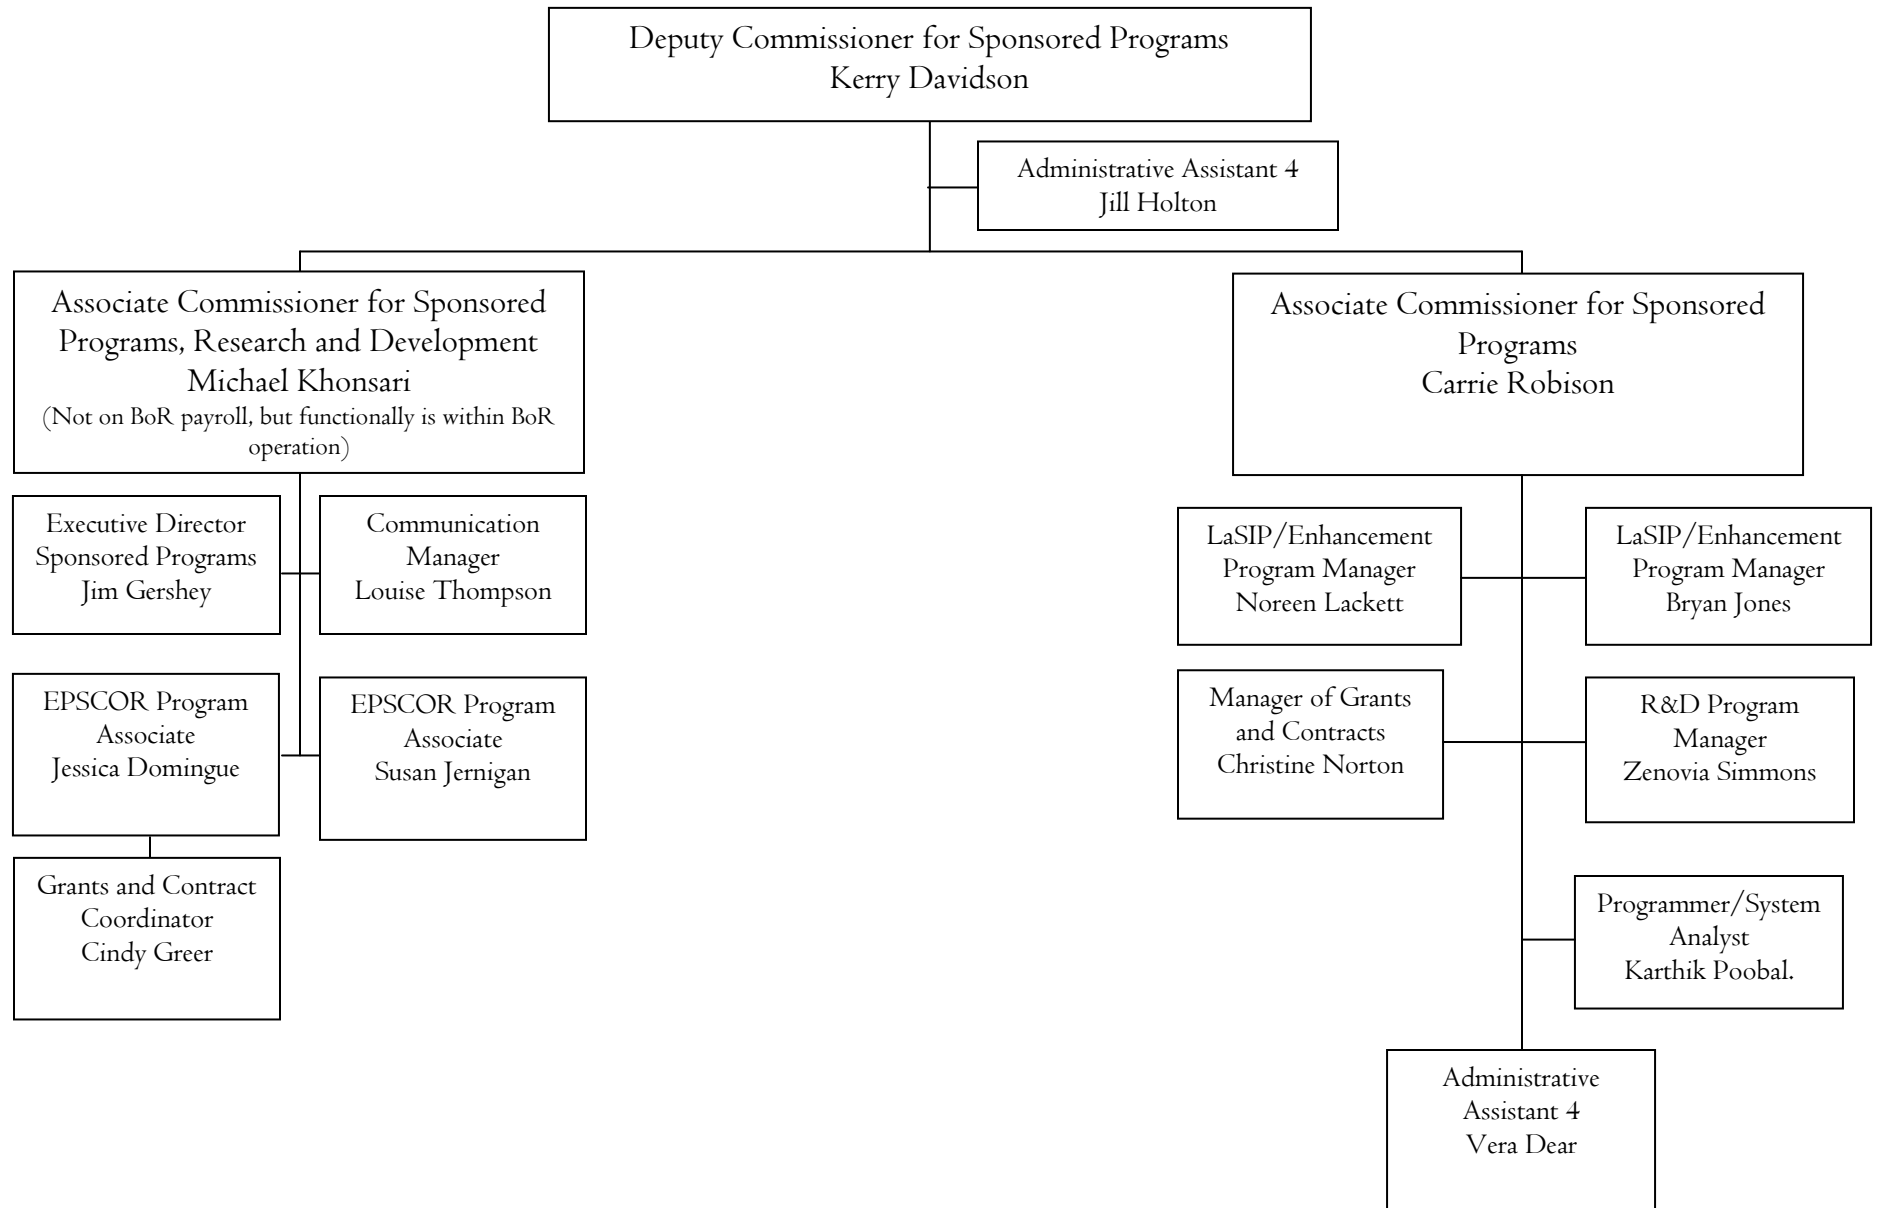 Deputy Commissioner for Sponsored Programs
Kerry Davidson
Administrative Assistant 4
Jill Holton
Associate Commissioner for Sponsored
Programs, Research and Development
Michael Khonsari
(Not on BoR payroll, but functionally is within BoR
operation)
Associate Commissioner for Sponsored
Programs
Carrie Robison
Executive Director
Sponsored Programs
Jim Gershey
Communication
Manager
Louise Thompson
LaSIP/Enhancement
Program Manager
Noreen Lackett
LaSIP/Enhancement
Program Manager
Bryan Jones
EPSCOR Program
Associate
Jessica Domingue
EPSCOR Program
Associate
Susan Jernigan
Manager of Grants
and Contracts
Christine Norton
R&D Program
Manager
Zenovia Simmons
Grants and Contract
Coordinator
Cindy Greer
Programmer/System
Analyst
Karthik Poobal.
Administrative
Assistant 4
Vera Dear